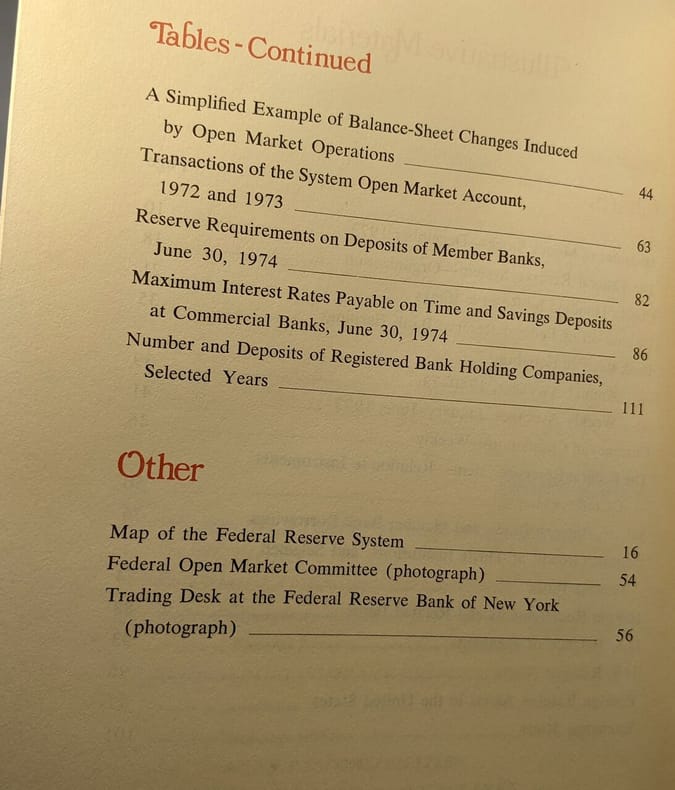 Tables - Continued
A Simplified Example of Balance-Sheet Changes Induced
by Open Market Operations 44
Transactions of the System Open Market Account,
1972 and 1973 63
Reserve Requirements on Deposits of Member Banks,
June 30, 1974 82
Maximum Interest Rates Payable on Time and Savings Deposits
at Commercial Banks, June 30, 1974 86
Number and Deposits of Registered Bank Holding Companies,
Selected Years 111
Other
Map of the Federal Reserve System 16
Federal Open Market Committee (photograph) 54
Trading Desk at the Federal Reserve Bank of New York
(photograph) 56